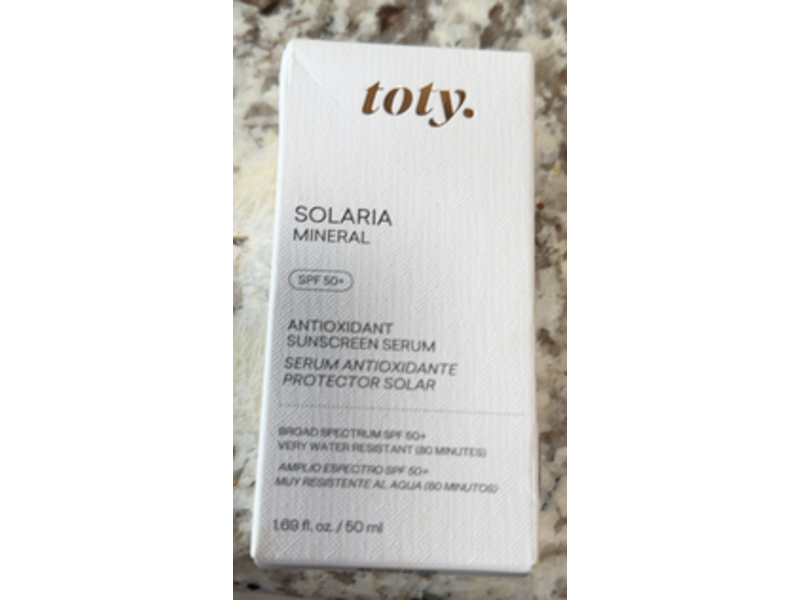 toty.
SOLARIA
MINERAL
SPF 50+
ANTIOXIDANT
SUNSCREEN SERUM
SERUM ANTIOXIDANTE
PROTECTOR SOLAR
BROAD SPECTRUM SPF 50+
VERY WATER RESISTANT (80 MINUTES)
AMPLIO ESPECTRO SPF 50+
MUY RESISTENTE AL AGUA (80 MINUTOS)
1.69 fl. oz. / 50 ml